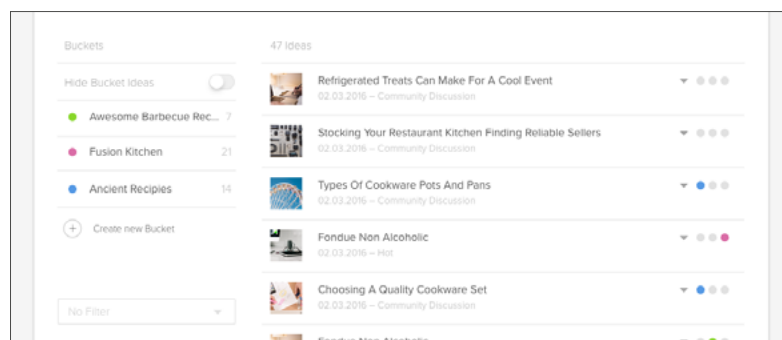 Buckets
Hide Bucket Ideas
Awesome Barbecue Rec... 7
Fusion Kitchen 21
Ancient Recipies 14
Create new Bucket
No Filter
47 Ideas
Refrigerated Treats Can Make For A Cool Event
02.03.2016 – Community Discussion
Stocking Your Restaurant Kitchen Finding Reliable Sellers
02.03.2016 – Community Discussion
Types Of Cookware Pots And Pans
02.03.2016 – Community Discussion
Fondue Non Alcoholic
02.03.2016 – Hot
Choosing A Quality Cookware Set
02.03.2016 – Community Discussion
Fondue Non Alcoholic